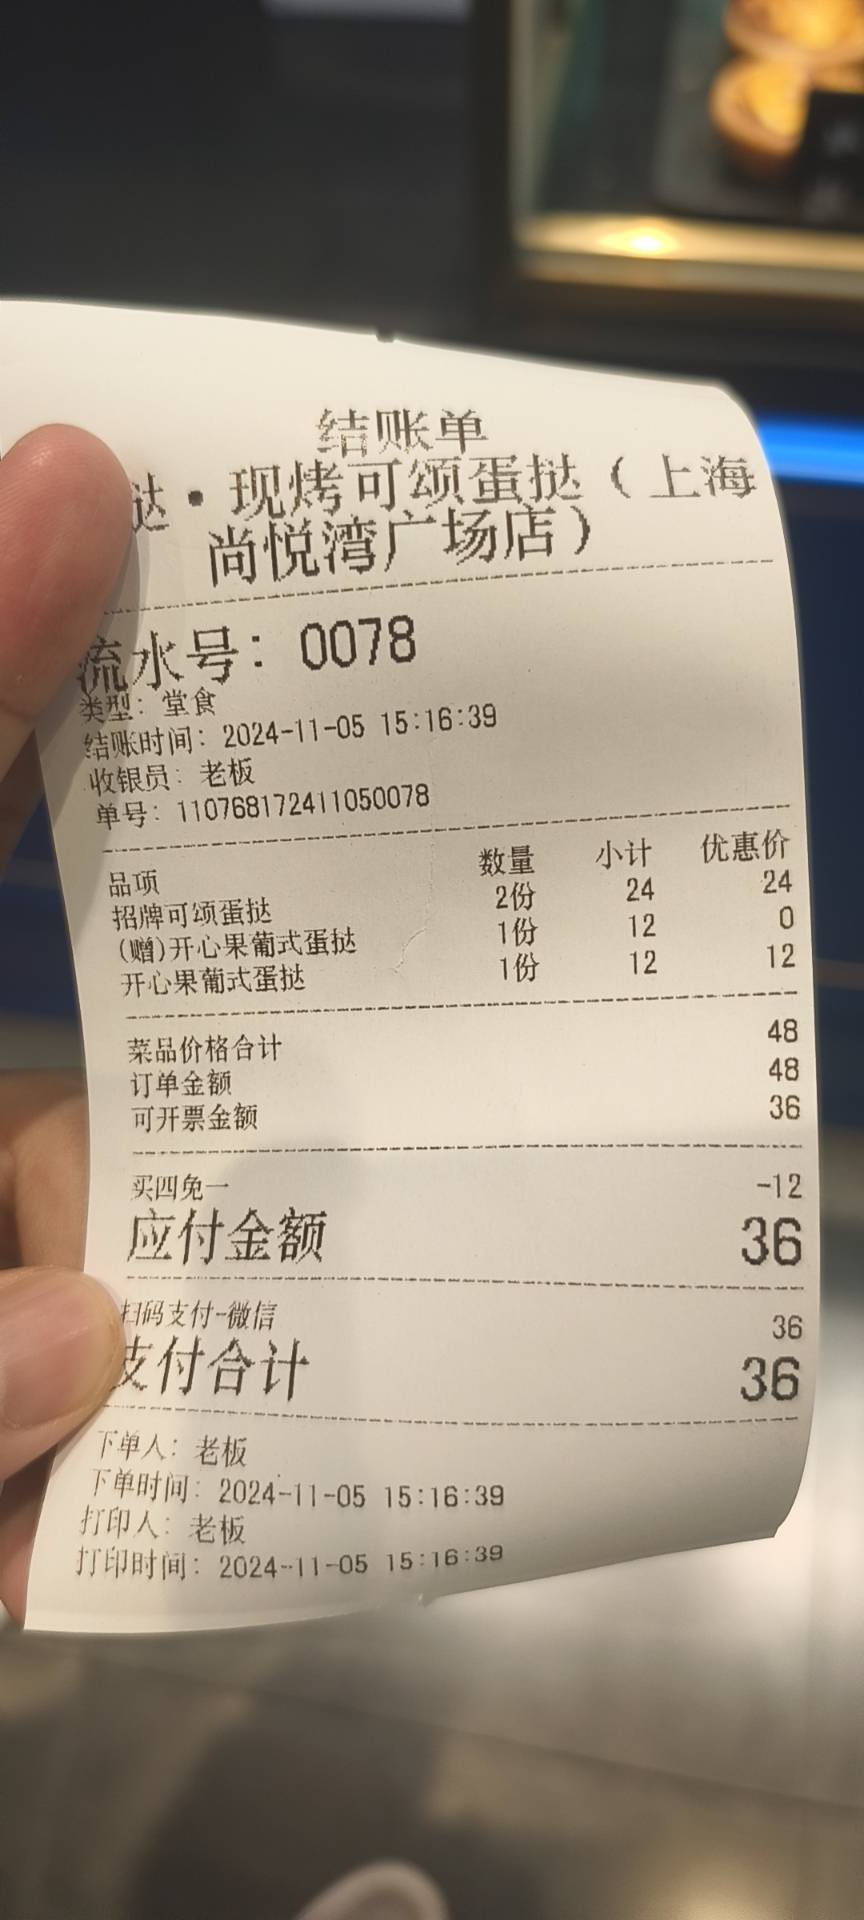 结账单
挞·现烤可颂蛋挞（上海
尚悦湾广场店）
流水号：0078
类型：堂食
结账时间：2024-11-05 15:16:39
收银员：老板
单号：110768172411050078
品项 数量 小计 优惠价
招牌可颂蛋挞 2份 24 24
(赠)开心果葡式蛋挞 1份 12 0
开心果葡式蛋挞 1份 12 12
菜品价格合计 48
订单金额 48
可开票金额 36
买四免一 -12
应付金额 36
扫码支付-微信 36
支付合计 36
下单人：老板
下单时间：2024-11-05 15:16:39
打印人：老板
打印时间：2024-11-05 15:16:39